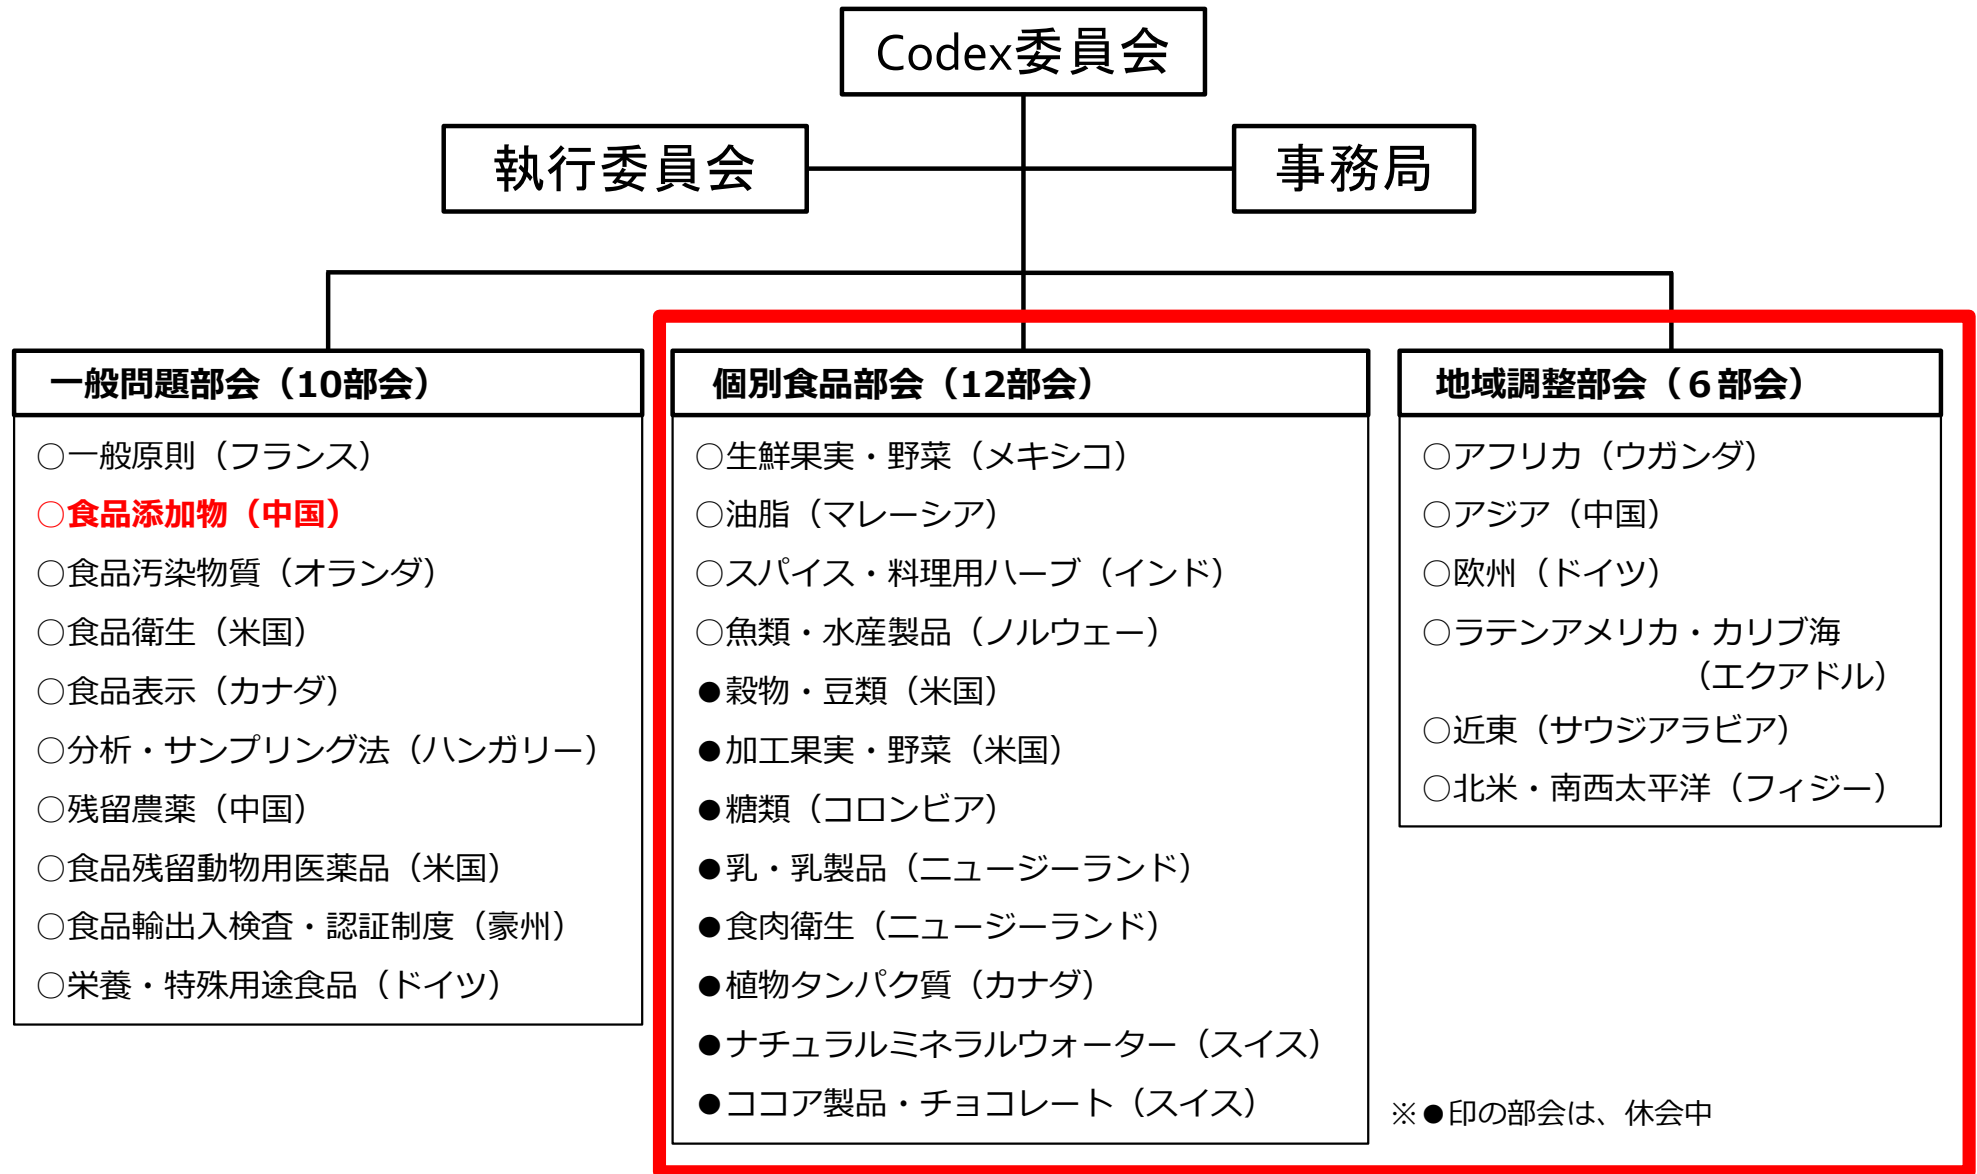 Codex委員会
執行委員会
事務局
一般問題部会（10部会）
○一般原則（フランス）
○食品添加物（中国）
○食品汚染物質（オランダ）
○食品衛生（米国）
○食品表示（カナダ）
○分析・サンプリング法（ハンガリー）
○残留農薬（中国）
○食品残留動物用医薬品（米国）
○食品輸出入検査・認証制度（豪州）
○栄養・特殊用途食品（ドイツ）
個別食品部会（12部会）
○生鮮果実・野菜（メキシコ）
○油脂（マレーシア）
○スパイス・料理用ハーブ（インド）
○魚類・水産製品（ノルウェー）
●穀物・豆類（米国）
●加工果実・野菜（米国）
●糖類（コロンビア）
●乳・乳製品（ニュージーランド）
●食肉衛生（ニュージーランド）
●植物タンパク質（カナダ）
●ナチュラルミネラルウォーター（スイス）
●ココア製品・チョコレート（スイス）
地域調整部会（６部会）
○アフリカ（ウガンダ）
○アジア（中国）
○欧州（ドイツ）
○ラテンアメリカ・カリブ海
（エクアドル）
○近東（サウジアラビア）
○北米・南西太平洋（フィジー）
※●印の部会は、休会中